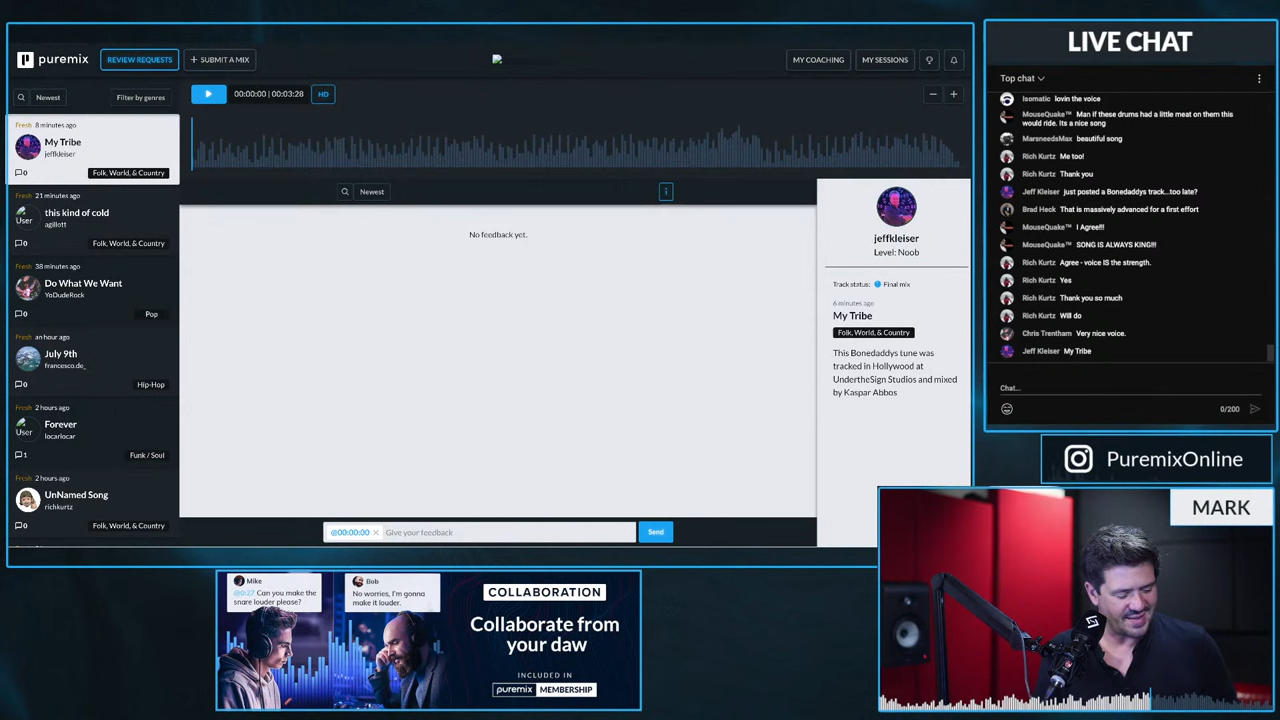 puremix
REVIEW REQUESTS
+ SUBMIT A MIX
MY COACHING
MY SESSIONS
Newest
Filter by genres
00:00:00 | 00:03:28
HD
Fresh 8 minutes ago
My Tribe
jeffkleiser
0
Folk, World, & Country
Fresh 21 minutes ago
User
this kind of cold
agillott
0
Folk, World, & Country
Fresh 38 minutes ago
Do What We Want
YoDudeRock
0
Pop
Fresh an hour ago
July 9th
francesco.de_
0
Hip-Hop
Fresh 2 hours ago
User
Forever
locarlocar
1
Funk / Soul
Fresh 2 hours ago
UnNamed Song
richkurtz
0
Folk, World, & Country
Newest
i
No feedback yet.
@00:00:00 ×
Give your feedback
Send
jeffkleiser
Level: Noob
Track status: Final mix
6 minutes ago
My Tribe
Folk, World, & Country
This Bonedaddys tune was
tracked in Hollywood at
UndertheSign Studios and mixed
by Kaspar Abbos
LIVE CHAT
Top chat
Isomatic lovin the voice
MouseQuake™ Man if these drums had a little meat on them this
would ride. Its a nice song
MarsneedsMax beautiful song
Rich Kurtz Me too!
Rich Kurtz Thank you
Jeff Kleiser just posted a Bonedaddys track...too late?
Brad Heck That is massively advanced for a first effort
MouseQuake™ I Agree!!!
MouseQuake™ SONG IS ALWAYS KING!!!
Rich Kurtz Agree - voice IS the strength.
Rich Kurtz Yes
Rich Kurtz Thank you so much
Rich Kurtz Will do
Chris Trentham Very nice voice.
Jeff Kleiser My Tribe
Chat...
0/200
PuremixOnline
MARK
Mike
@0:27 Can you make the
snare louder please?
Bob
No worries, I'm gonna
make it louder.
COLLABORATION
Collaborate from
your daw
INCLUDED IN
puremix MEMBERSHIP